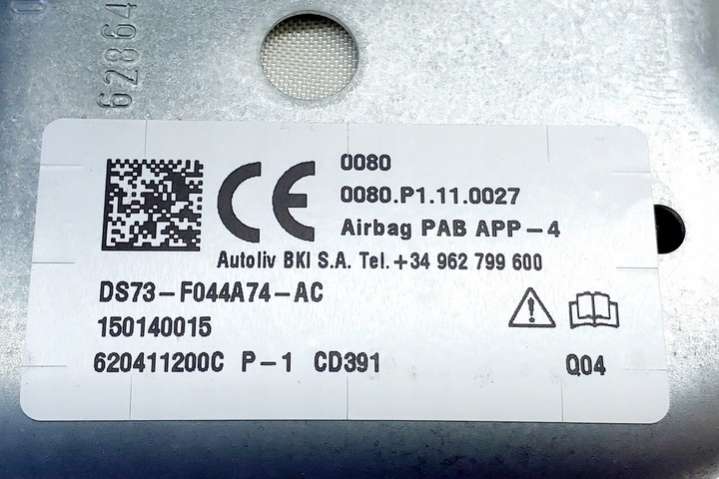 62864
CE
0080
0080.P1.11.0027
Airbag PAB APP-4
Autoliv BKI S.A. Tel. +34 962 799 600
DS73-F044A74-AC
150140015
620411200C P-1 CD391
Q04